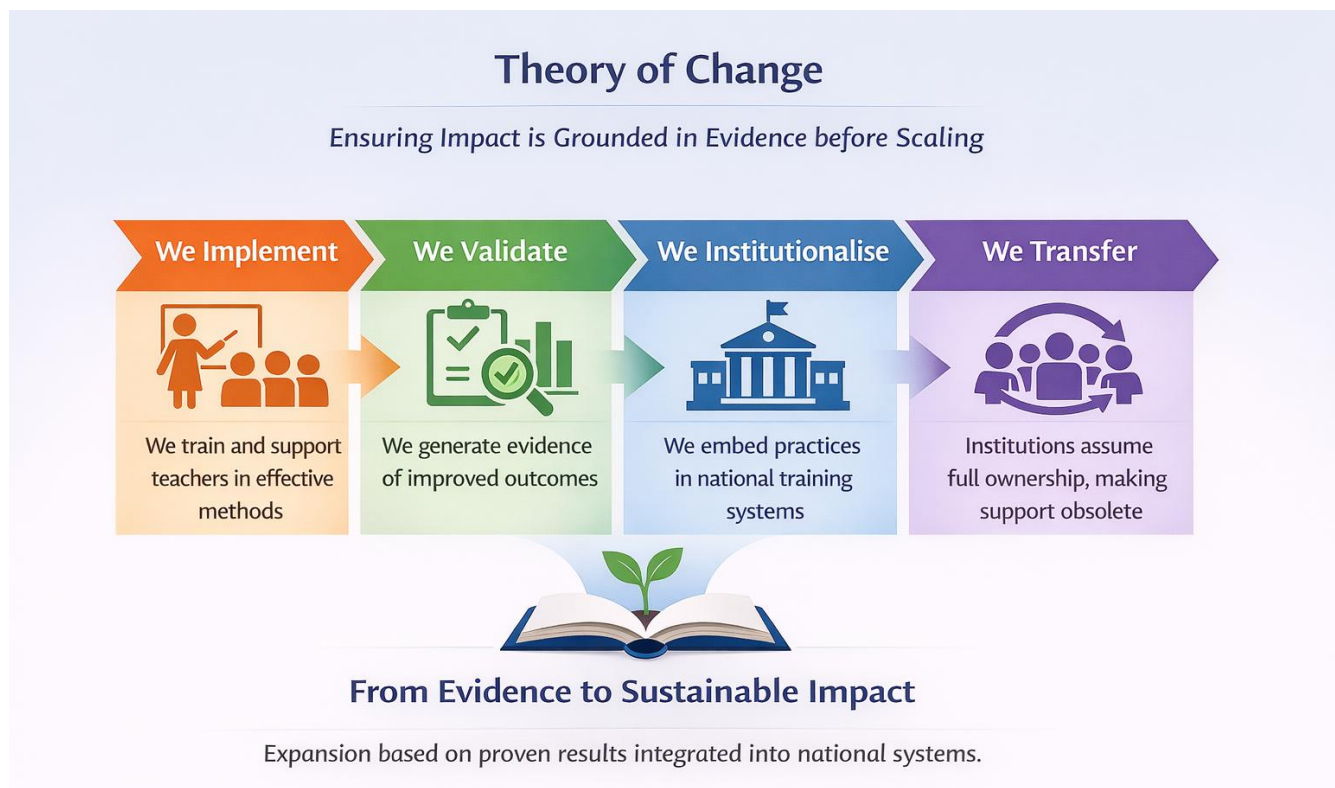 Theory of Change
Ensuring Impact is Grounded in Evidence before Scaling
We Implement
We train and support
teachers in effective
methods
We Validate
We generate evidence
of improved outcomes
We Institutionalise
We embed practices
in national training
systems
We Transfer
Institutions assume
full ownership, making
support obsolete
From Evidence to Sustainable Impact
Expansion based on proven results integrated into national systems.